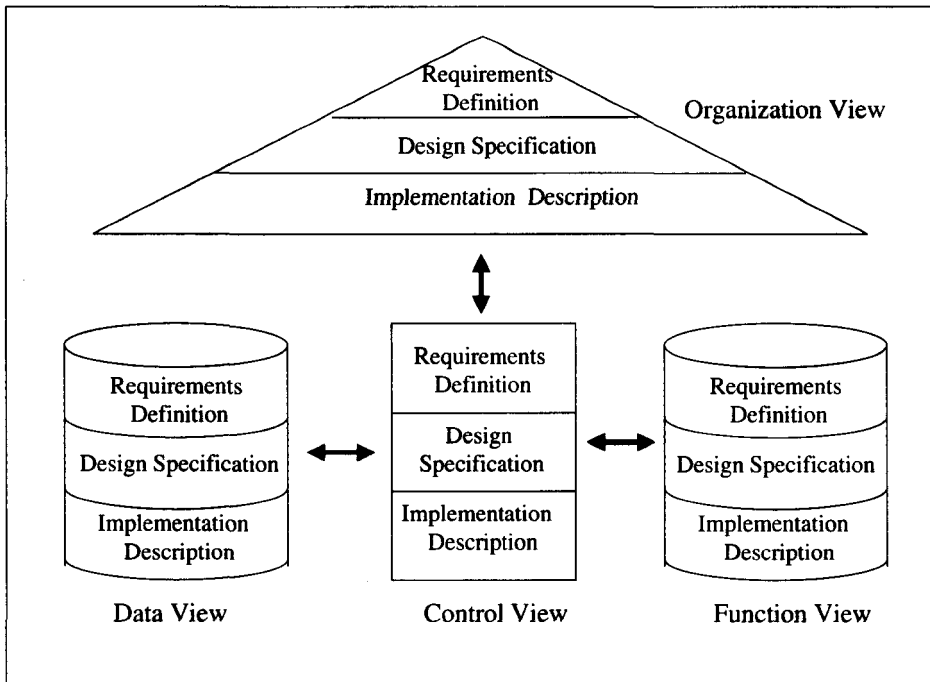 Requirements
Definition
Organization View
Design Specification
Implementation Description
Requirements
Definition
Design Specification
Implementation
Description
Data View
Requirements
Definition
Design
Specification
Implementation
Description
Control View
Requirements
Definition
Design Specification
Implementation
Description
Function View